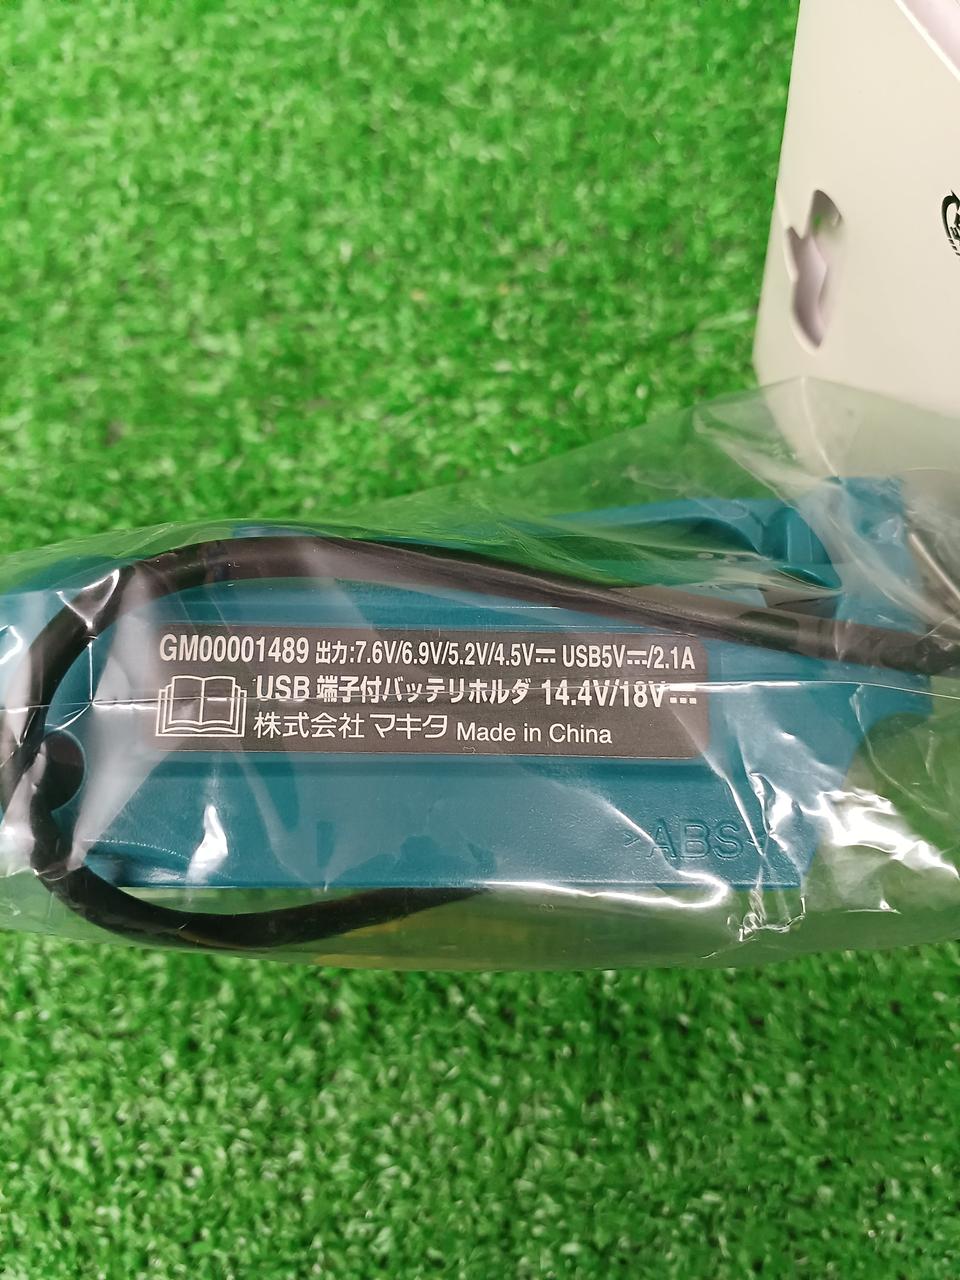 GM00001489 出力:7.6V/6.9V/5.2V/4.5V⎓ USB5V⎓/2.1A
USB 端子付バッテリホルダ 14.4V/18V⎓
株式会社 マキタ Made in China
>ABS<